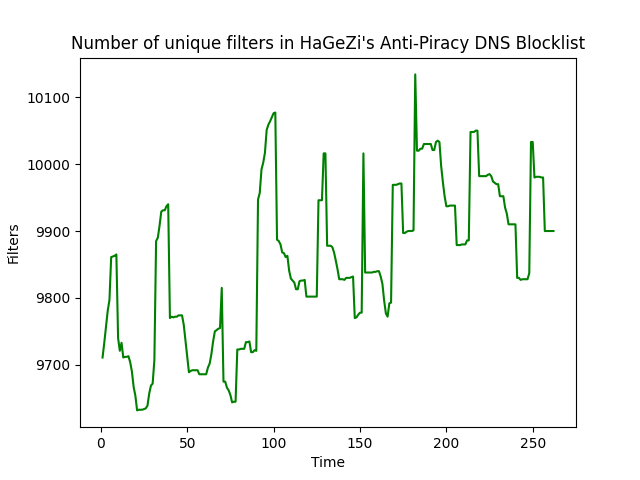 Number of unique filters in HaGeZi's Anti-Piracy DNS Blocklist
10100
10000
9900
9800
9700
Filters
0 50 100 150 200 250
Time